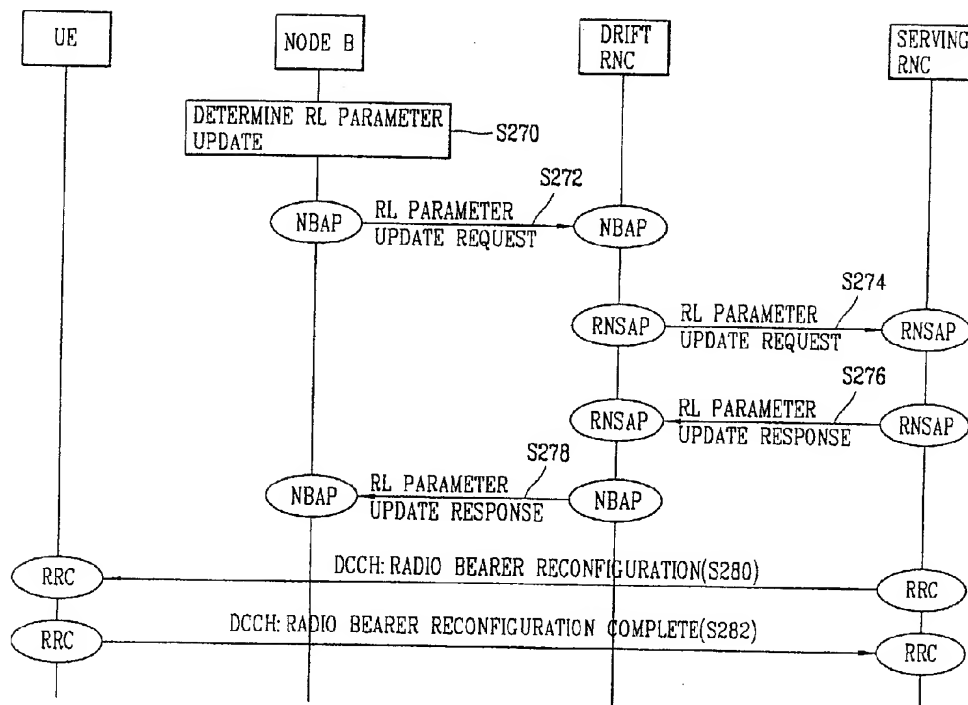 UE
NODE B
DRIFT
RNC
SERVING
RNC
DETERMINE RL PARAMETER
UPDATE
S270
S272
NBAP
RL PARAMETER
UPDATE REQUEST
NBAP
S274
RNSAP
RL PARAMETER
UPDATE REQUEST
RNSAP
S276
RNSAP
RL PARAMETER
UPDATE RESPONSE
RNSAP
S278
NBAP
RL PARAMETER
UPDATE RESPONSE
NBAP
DCCH:RADIO BEARER RECONFIGURATION(S280)
RRC
RRC
DCCH:RADIO BEARER RECONFIGURATION COMPLETE(S282)
RRC
RRC